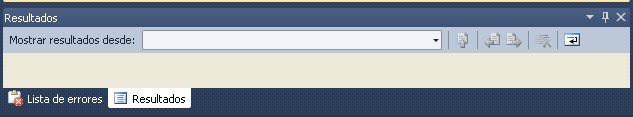 Resultados
Mostrar resultados desde:
Lista de errores
Resultados